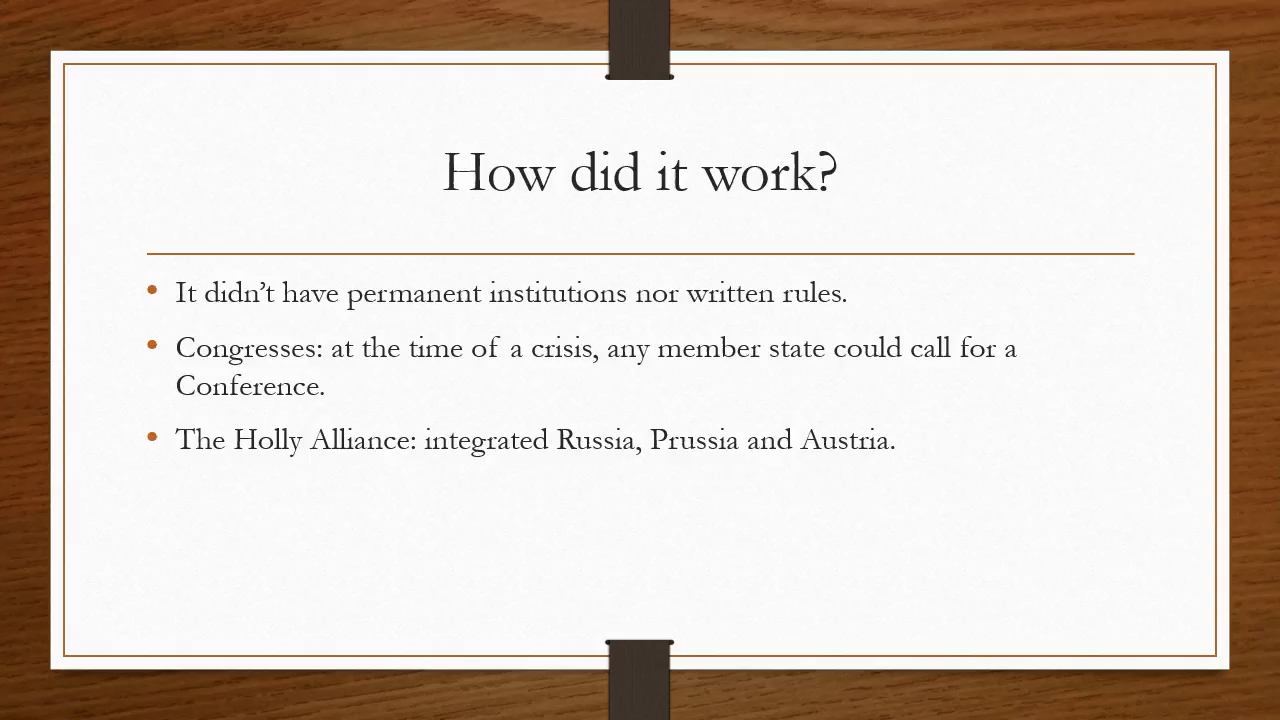 How did it work?
• It didn’t have permanent institutions nor written rules.
• Congresses: at the time of a crisis, any member state could call for a
Conference.
• The Holly Alliance: integrated Russia, Prussia and Austria.